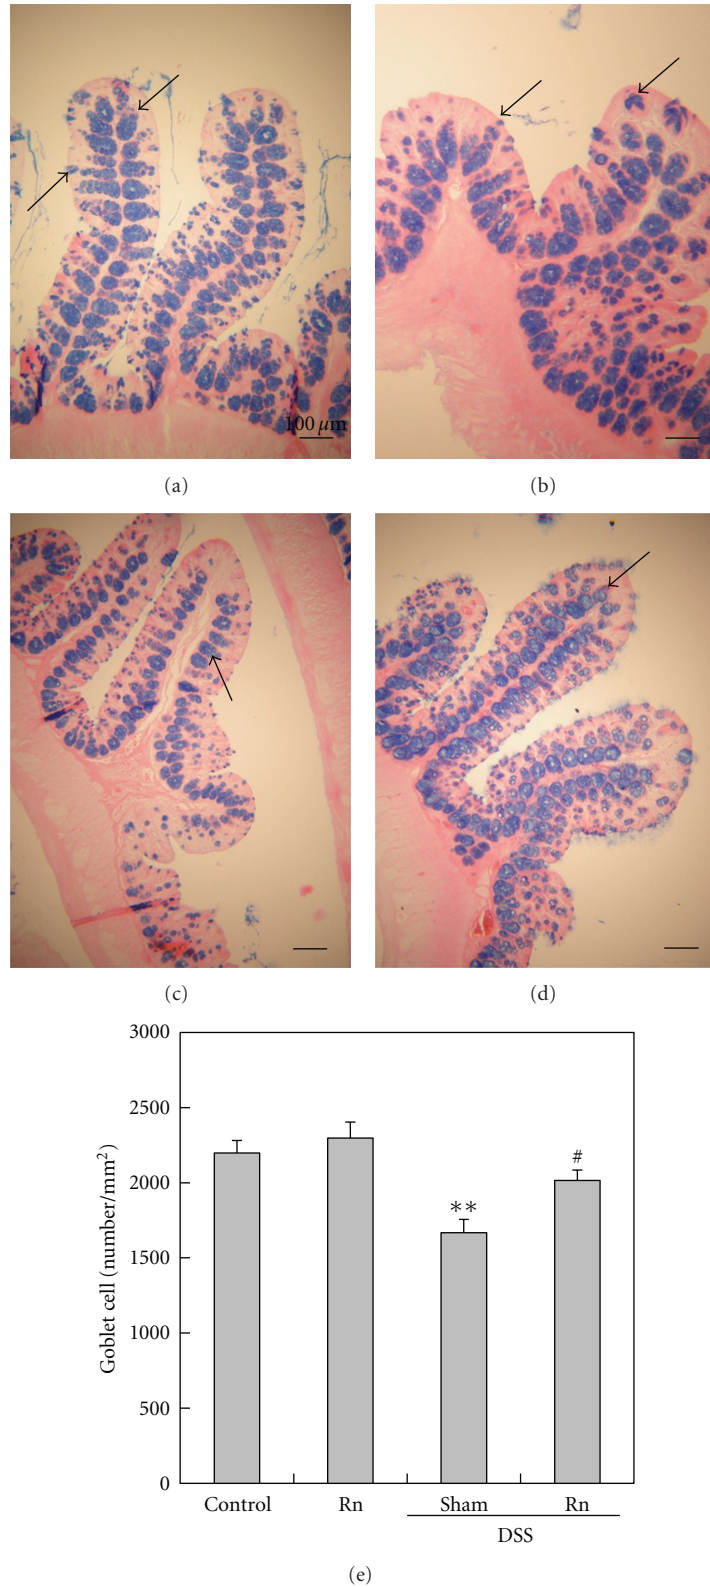 100 μm
(a)
(b)
(c)
(d)
3000
2500
2000
1500
1000
500
0
Goblet cell (number/mm²)
**
#
Control Rn Sham Rn
DSS
(e)